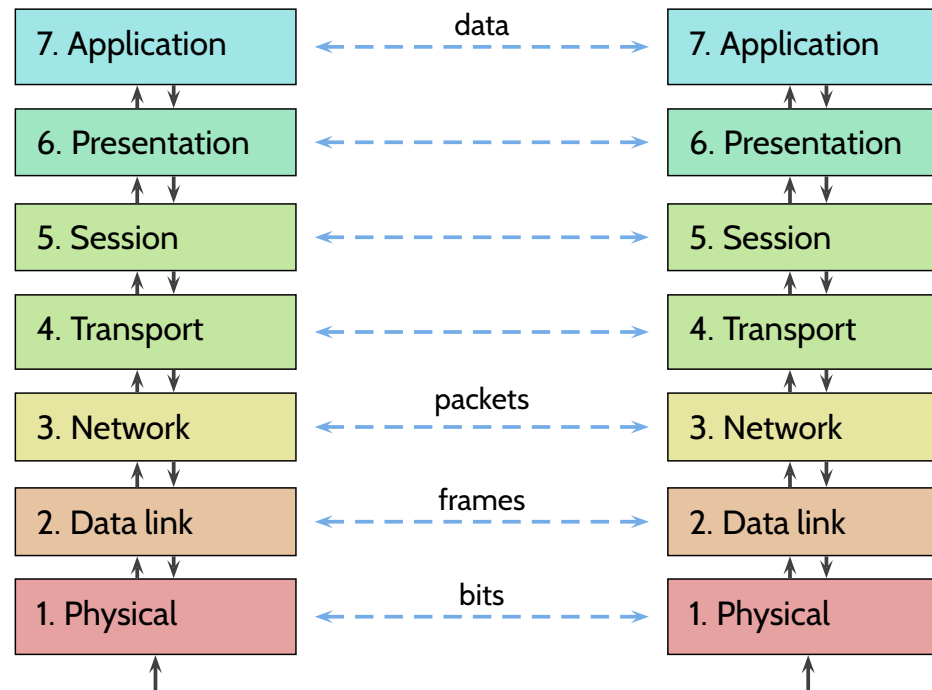 data
7. Application
7. Application
6. Presentation
6. Presentation
5. Session
5. Session
4. Transport
4. Transport
packets
3. Network
3. Network
frames
2. Data link
2. Data link
bits
1. Physical
1. Physical